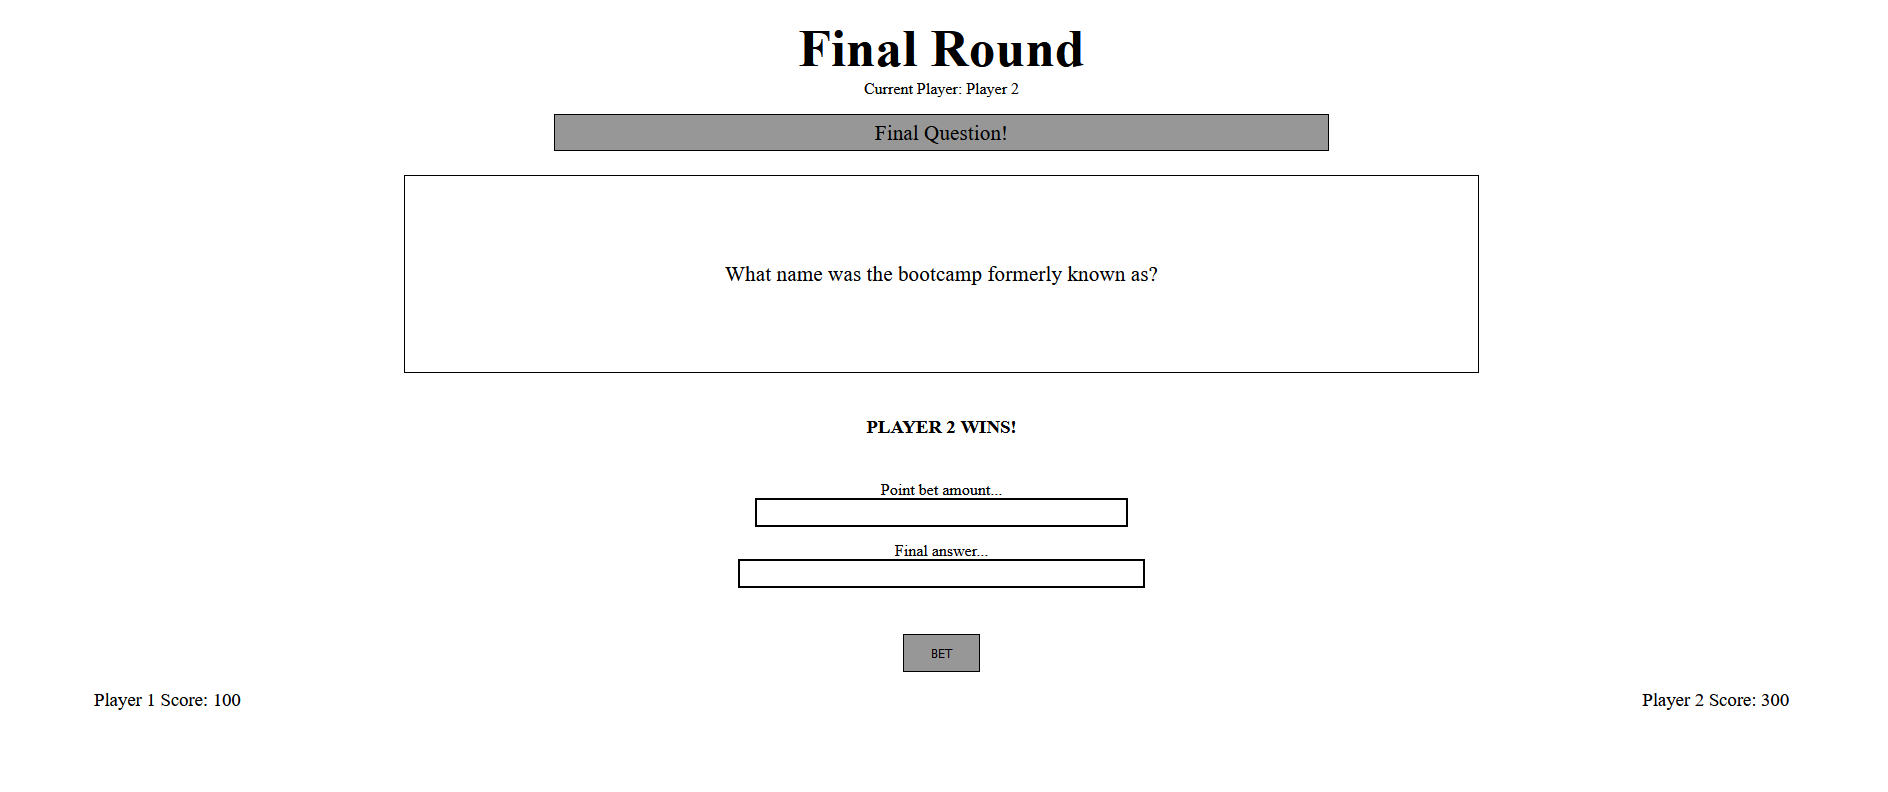 Final Round
Current Player: Player 2
Final Question!
What name was the bootcamp formerly known as?
PLAYER 2 WINS!
Point bet amount...
Final answer...
BET
Player 1 Score: 100
Player 2 Score: 300